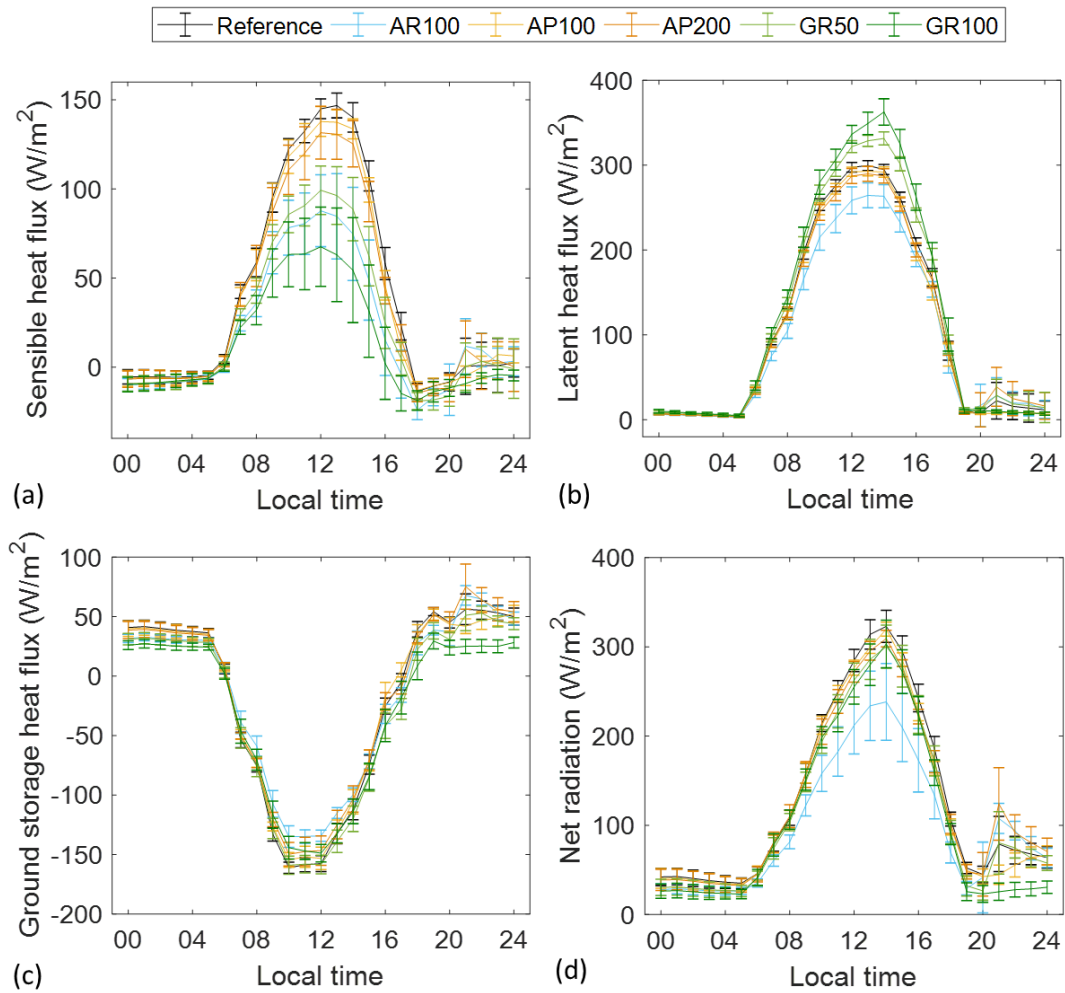 Reference AR100 AP100 AP200 GR50 GR100
Sensible heat flux (W/m²)
150
100
50
0
00 04 08 12 16 20 24
(a)
Local time
Latent heat flux (W/m²)
400
300
200
100
0
00 04 08 12 16 20 24
(b)
Local time
Ground storage heat flux (W/m²)
100
50
0
-50
-100
-150
-200
00 04 08 12 16 20 24
(c)
Local time
Net radiation (W/m²)
400
300
200
100
0
00 04 08 12 16 20 24
(d)
Local time